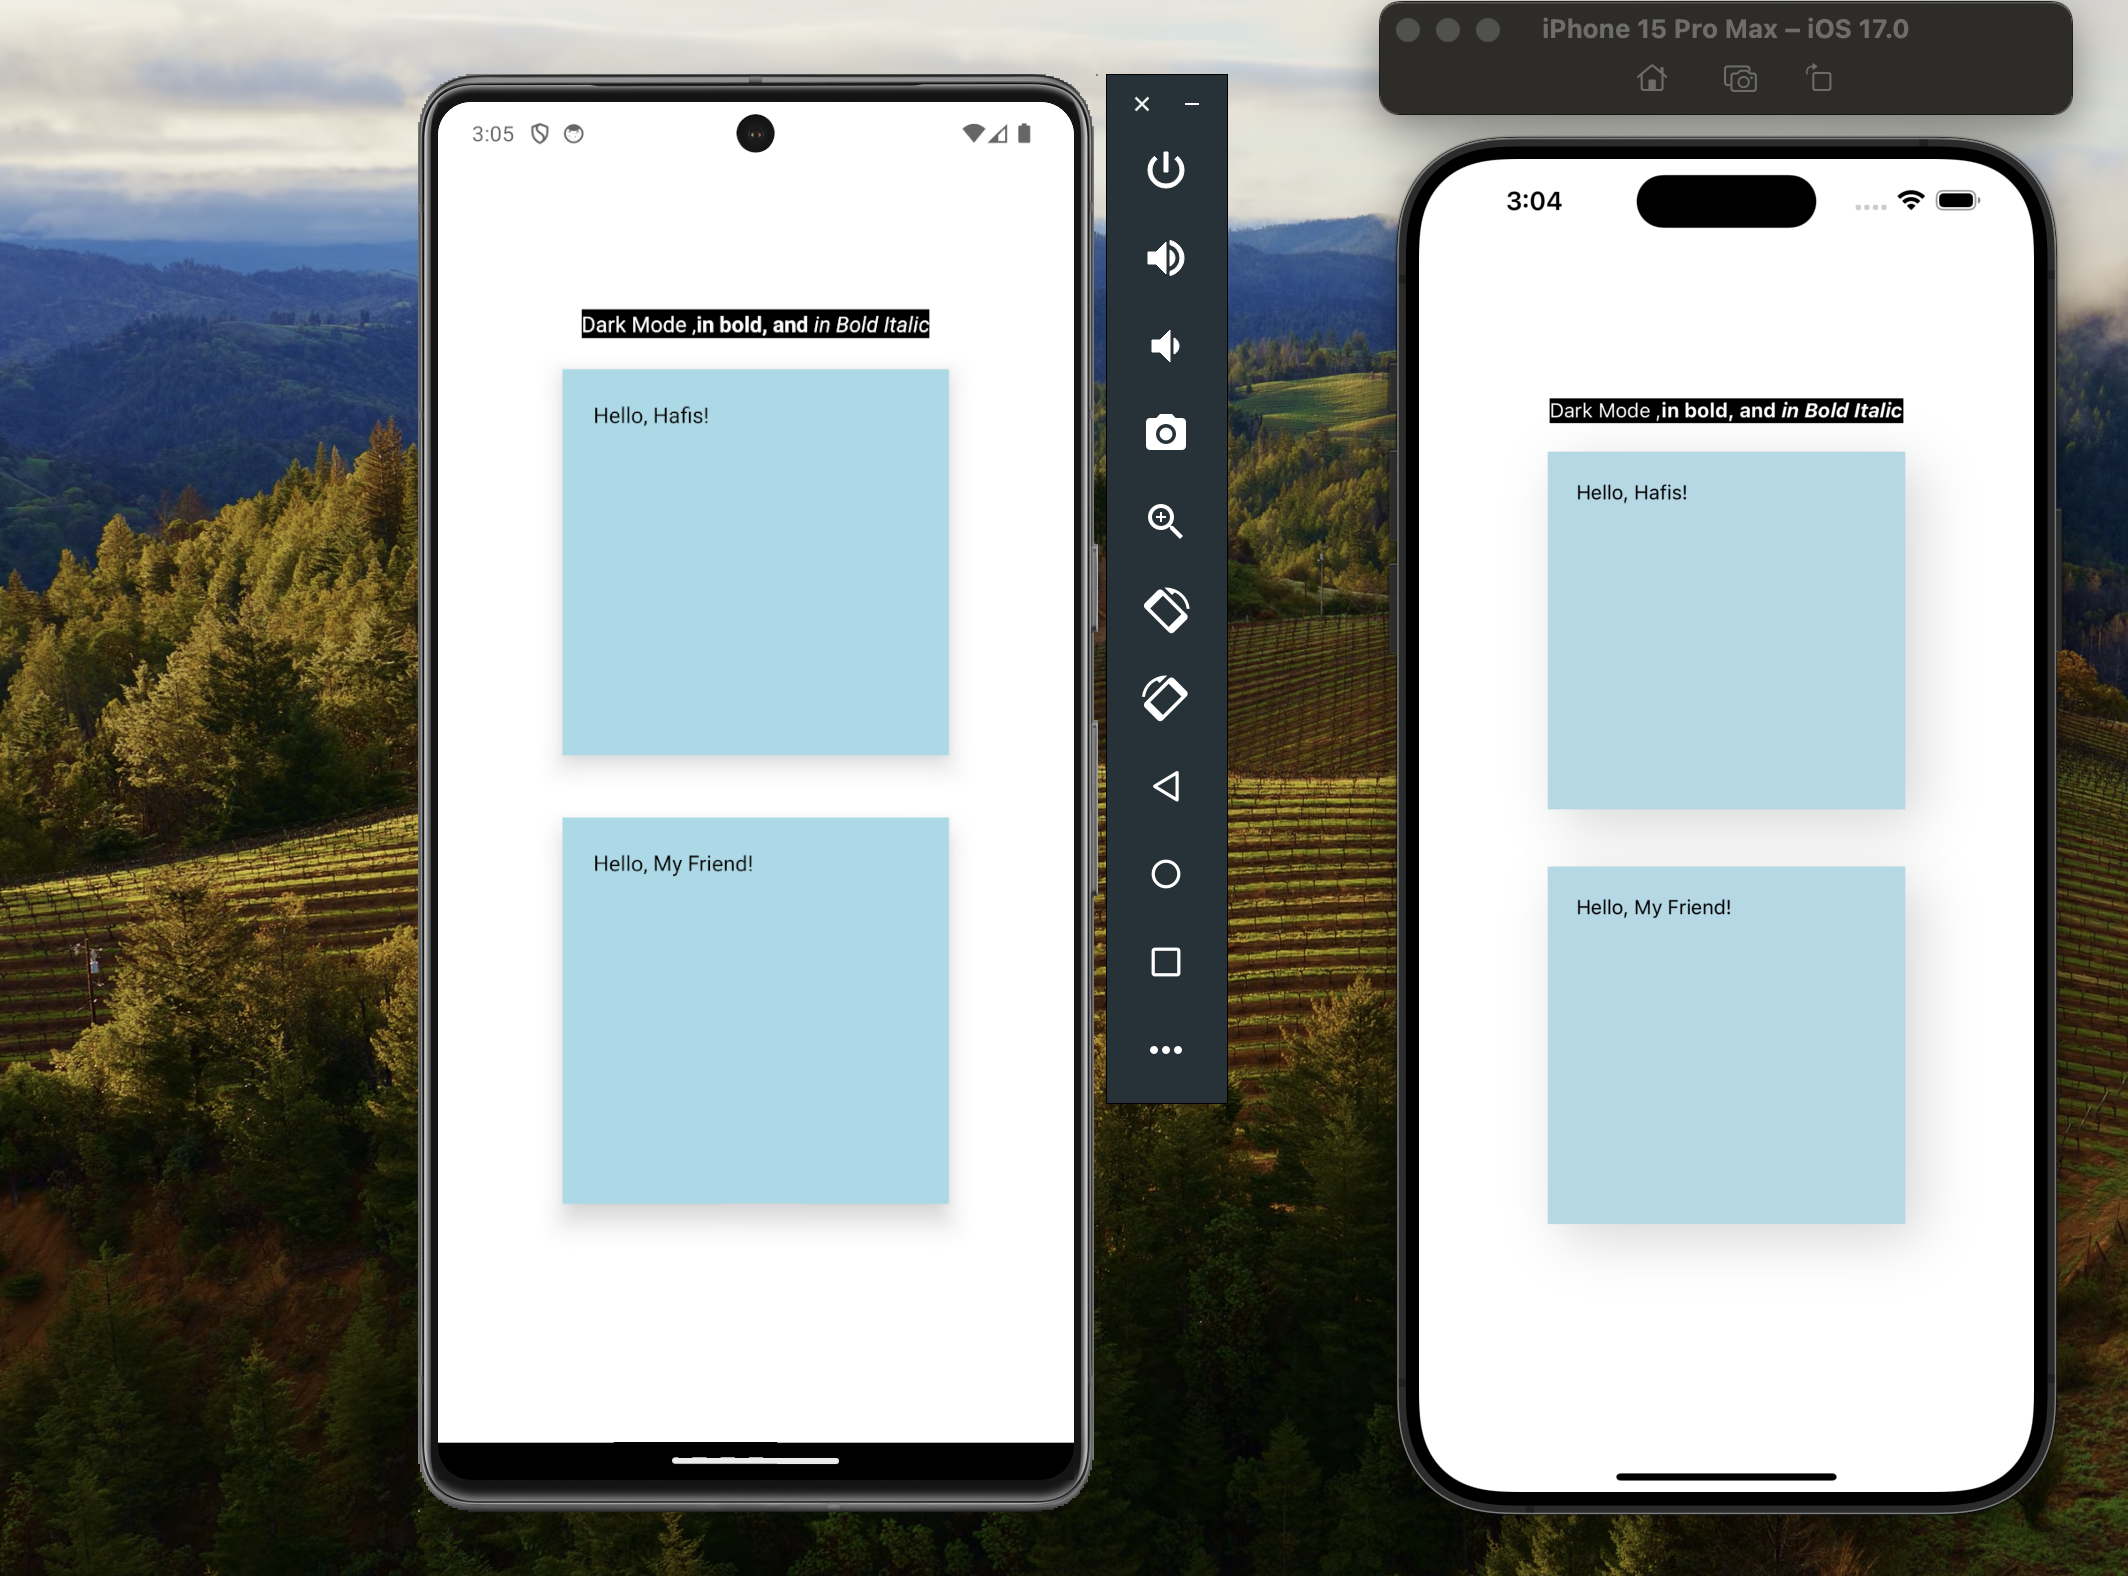 3:05
Dark Mode ,in bold, and in Bold Italic
Hello, Hafis!
Hello, My Friend!
iPhone 15 Pro Max – iOS 17.0
3:04
Dark Mode ,in bold, and in Bold Italic
Hello, Hafis!
Hello, My Friend!